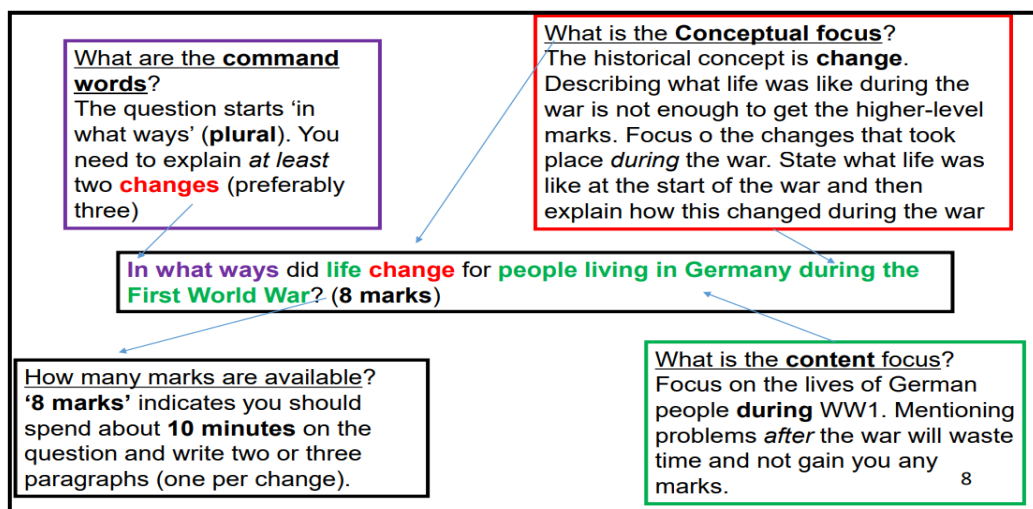 What are the command
words?
The question starts ‘in
what ways’ (plural). You
need to explain at least
two changes (preferably
three)
What is the Conceptual focus?
The historical concept is change.
Describing what life was like during the
war is not enough to get the higher-level
marks. Focus o the changes that took
place during the war. State what life was
like at the start of the war and then
explain how this changed during the war
In what ways did life change for people living in Germany during the
First World War? (8 marks)
How many marks are available?
‘8 marks’ indicates you should
spend about 10 minutes on the
question and write two or three
paragraphs (one per change).
What is the content focus?
Focus on the lives of German
people during WW1. Mentioning
problems after the war will waste
time and not gain you any
marks.
8